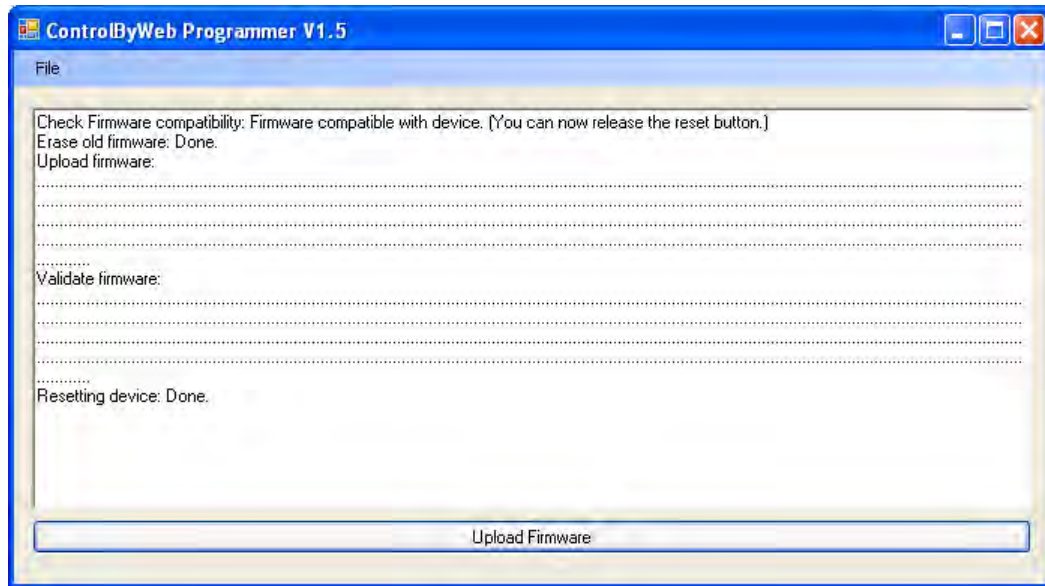 ControlByWeb Programmer V1.5
File
Check Firmware compatibility: Firmware compatible with device. (You can now release the reset button.)
Erase old firmware: Done.
Upload firmware:
................................................................................................................................................................................................
................................................................................................................................................................................................
................................................................................................................................................................................................
................................................................................................................................................................................................
.............
Validate firmware:
................................................................................................................................................................................................
................................................................................................................................................................................................
................................................................................................................................................................................................
................................................................................................................................................................................................
.............
Resetting device: Done.
Upload Firmware